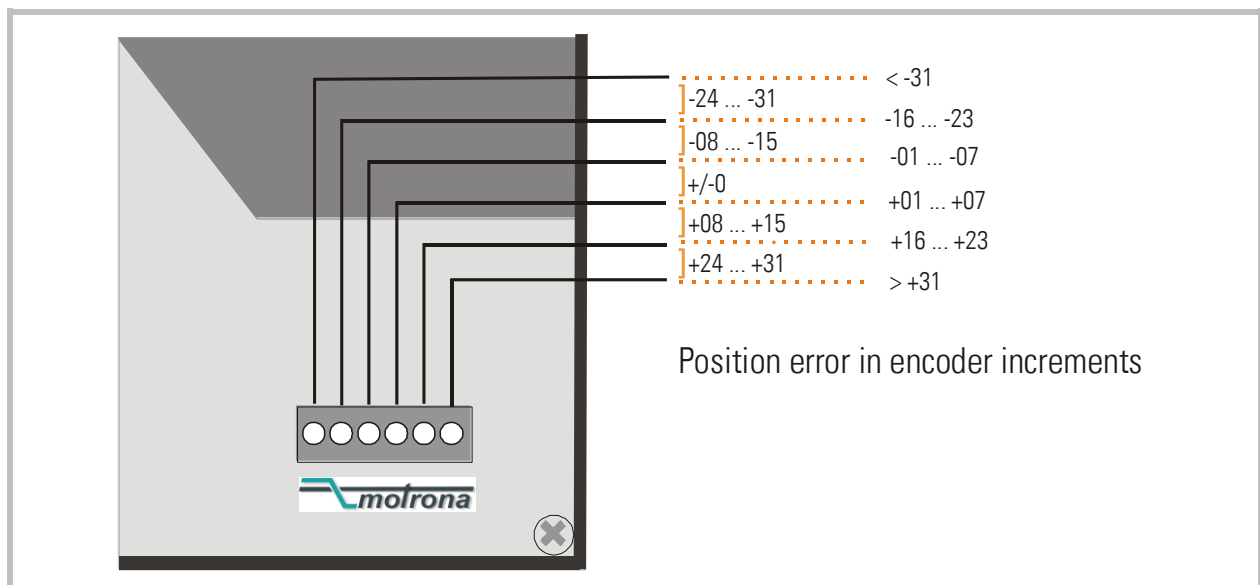 < -31
-24 ... -31
-16 ... -23
-08 ... -15
-01 ... -07
+/-0
+01 ... +07
+08 ... +15
+16 ... +23
+24 ... +31
> +31
Position error in encoder increments
motrona